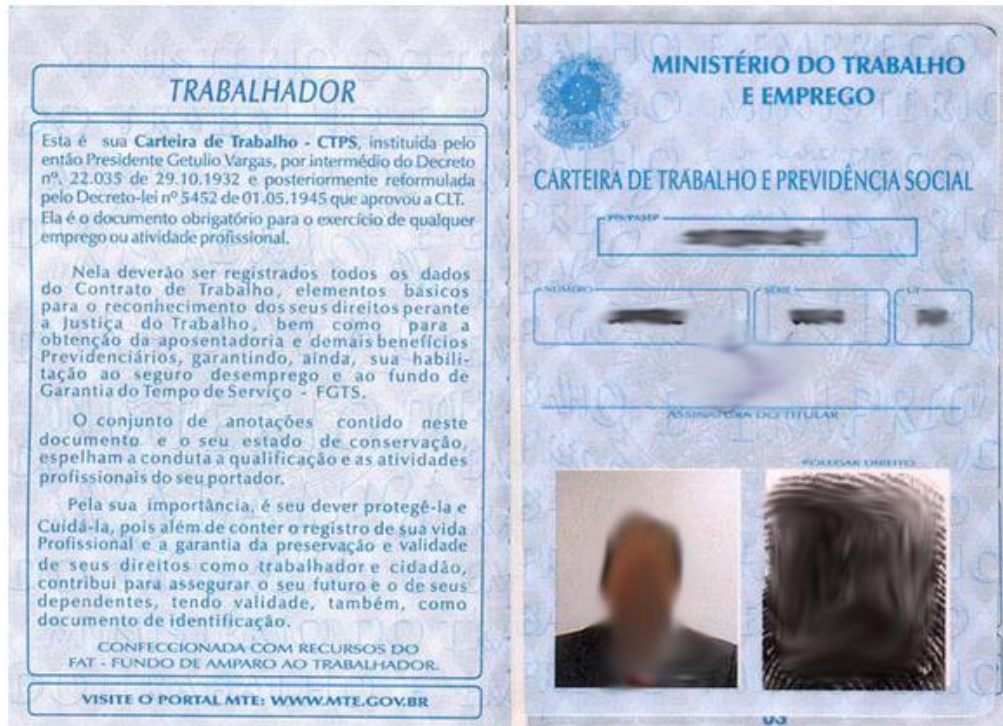 TRABALHADOR
Esta é sua Carteira de Trabalho - CTPS, instituida pelo
então Presidente Getulio Vargas, por intermédio do Decreto
nº. 22.035 de 29.10.1932 e posteriormente reformulada
pelo Decreto-lei nº 5452 de 01.05.1945 que aprovou a CLT.
Ela é o documento obrigatório para o exercício de qualquer
emprego ou atividade profissional.
Nela deverão ser registrados todos os dados
do Contrato de Trabalho, elementos básicos
para o reconhecimento dos seus direitos perante
a Justiça do Trabalho, bem como para a
obtenção da aposentadoria e demais benefícios
Previdenciários, garantindo, ainda, sua habili-
tação ao seguro desemprego e ao fundo de
Garantia do Tempo de Serviço - FGTS.
O conjunto de anotações contido neste
documento e o seu estado de conservação,
espelham a conduta a qualificação e as atividades
profissionais do seu portador.
Pela sua importância, é seu dever protegê-la e
Cuidá-la, pois além de conter o registro de sua vida
Profissional e a garantia da preservação e validade
de seus direitos como trabalhador e cidadão,
contribui para assegurar o seu futuro e o de seus
dependentes, tendo validade, também, como
documento de identificação.
CONFECCIONADA COM RECURSOS DO
FAT - FUNDO DE AMPARO AO TRABALHADOR.
VISITE O PORTAL MTE: WWW.MTE.GOV.BR
MINISTÉRIO DO TRABALHO
E EMPREGO
CARTEIRA DE TRABALHO E PREVIDÊNCIA SOCIAL
PIS/PASEP
NÚMERO SÉRIE UF
ASSINATURA DO TITULAR
POLEGAR DIREITO
03